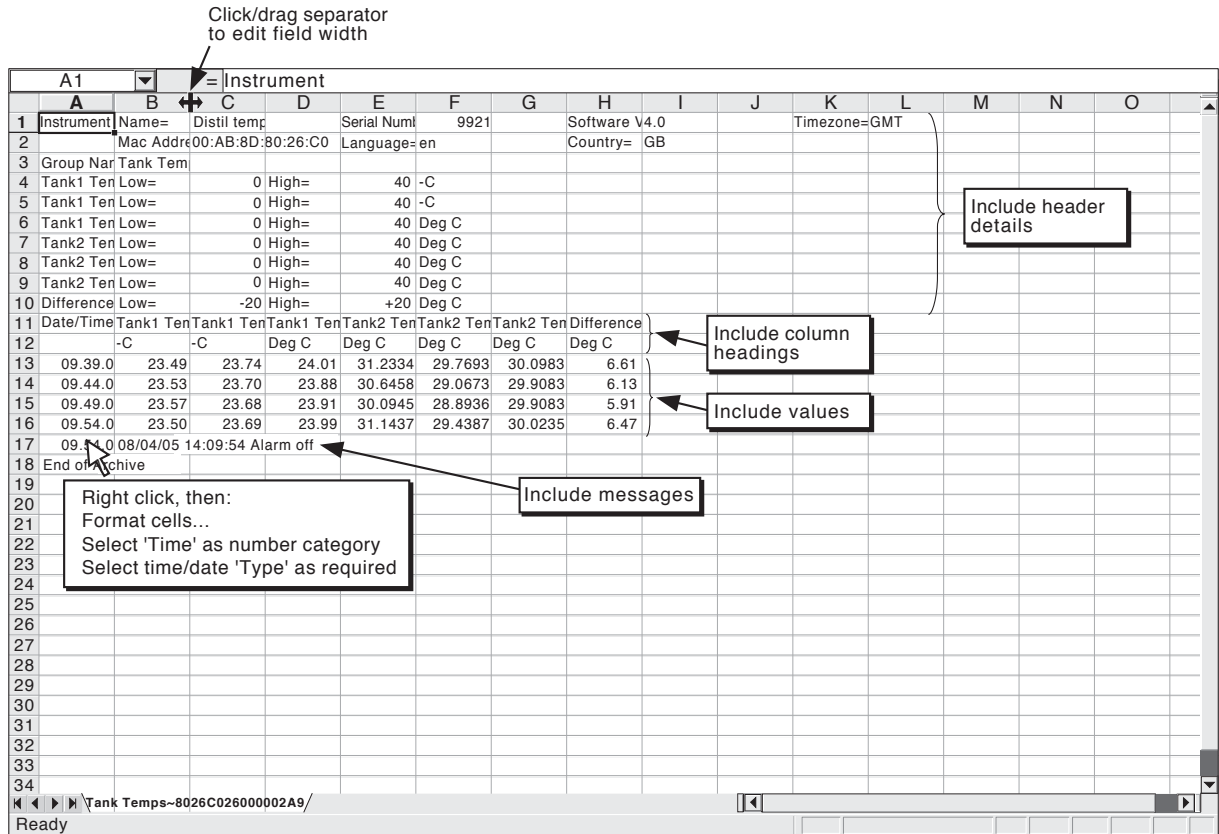 Click/drag separator
to edit field width
A1 = Instrument
A B C D E F G H I J K L M N O
1 Instrument Name= Distil temp Serial Numb 9921 Software V 4.0 Timezone= GMT
2 Mac Addre 00:AB:8D:80:26:C0 Language= en Country= GB
3 Group Nar Tank Tem
4 Tank1 Ten Low= 0 High= 40 -C
5 Tank1 Ten Low= 0 High= 40 -C
6 Tank1 Ten Low= 0 High= 40 Deg C
7 Tank2 Ten Low= 0 High= 40 Deg C
8 Tank2 Ten Low= 0 High= 40 Deg C
9 Tank2 Ten Low= 0 High= 40 Deg C
10 Difference Low= -20 High= +20 Deg C
Include header
details
11 Date/Time Tank1 Ten Tank1 Ten Tank1 Ten Tank2 Ten Tank2 Ten Tank2 Ten Difference
12 -C -C Deg C Deg C Deg C Deg C Deg C
Include column
headings
13 09.39.0 23.49 23.74 24.01 31.2334 29.7693 30.0983 6.61
14 09.44.0 23.53 23.70 23.88 30.6458 29.0673 29.9083 6.13
15 09.49.0 23.57 23.68 23.91 30.0945 28.8936 29.9083 5.91
16 09.54.0 23.50 23.69 23.99 31.1437 29.4387 30.0235 6.47
Include values
17 09.54.0 08/04/05 14:09:54 Alarm off
18 End of Archive
Include messages
Right click, then:
Format cells...
Select 'Time' as number category
Select time/date 'Type' as required
19
20
21
22
23
24
25
26
27
28
29
30
31
32
33
34
Tank Temps~8026C026000002A9
Ready